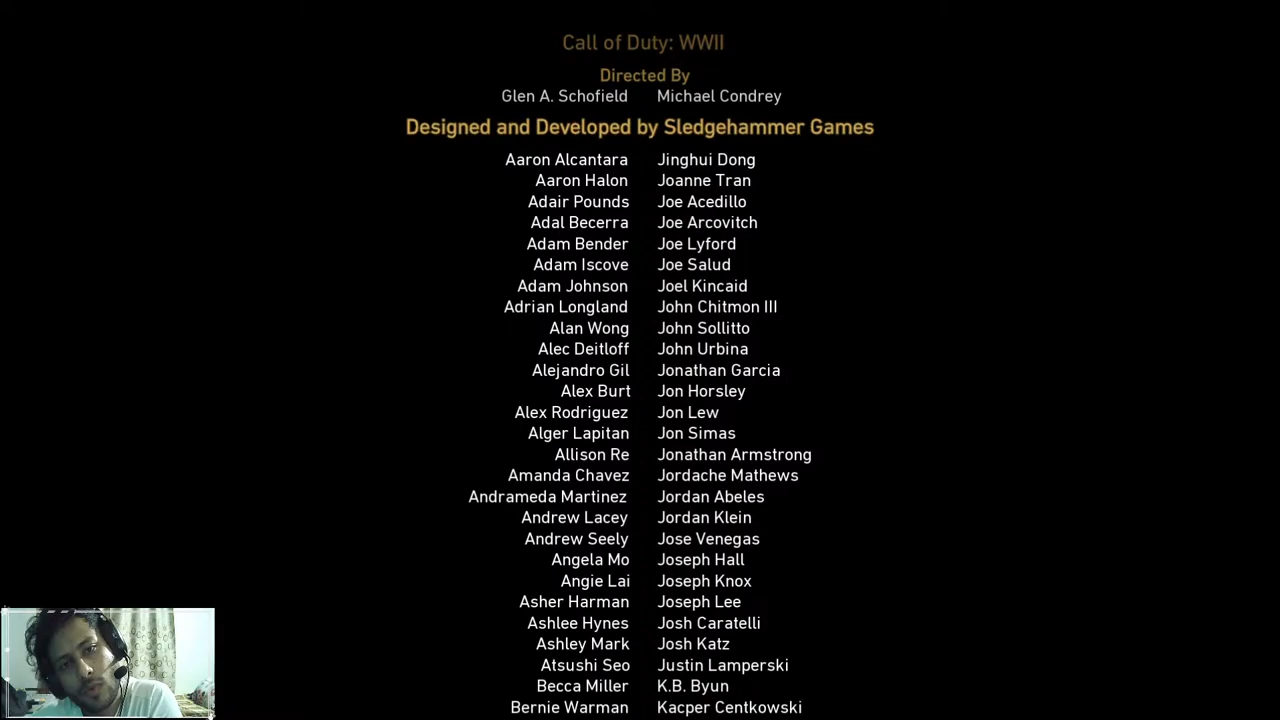 Call of Duty: WWII
Directed By
Glen A. Schofield Michael Condrey
Designed and Developed by Sledgehammer Games
Aaron Alcantara Jinghui Dong
Aaron Halon Joanne Tran
Adair Pounds Joe Acedillo
Adal Becerra Joe Arcovitch
Adam Bender Joe Lyford
Adam Iscove Joe Salud
Adam Johnson Joel Kincaid
Adrian Longland John Chitmon III
Alan Wong John Sollitto
Alec Deitloff John Urbina
Alejandro Gil Jonathan Garcia
Alex Burt Jon Horsley
Alex Rodriguez Jon Lew
Alger Lapitan Jon Simas
Allison Re Jonathan Armstrong
Amanda Chavez Jordache Mathews
Andrameda Martinez Jordan Abeles
Andrew Lacey Jordan Klein
Andrew Seely Jose Venegas
Angela Mo Joseph Hall
Angie Lai Joseph Knox
Asher Harman Joseph Lee
Ashlee Hynes Josh Caratelli
Ashley Mark Josh Katz
Atsushi Seo Justin Lamperski
Becca Miller K.B. Byun
Bernie Warman Kacper Centkowski